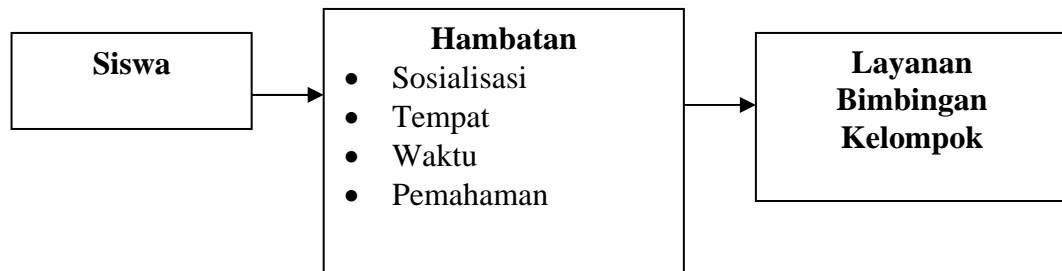 Siswa
Hambatan
• Sosialisasi
• Tempat
• Waktu
• Pemahaman
Layanan
Bimbingan
Kelompok